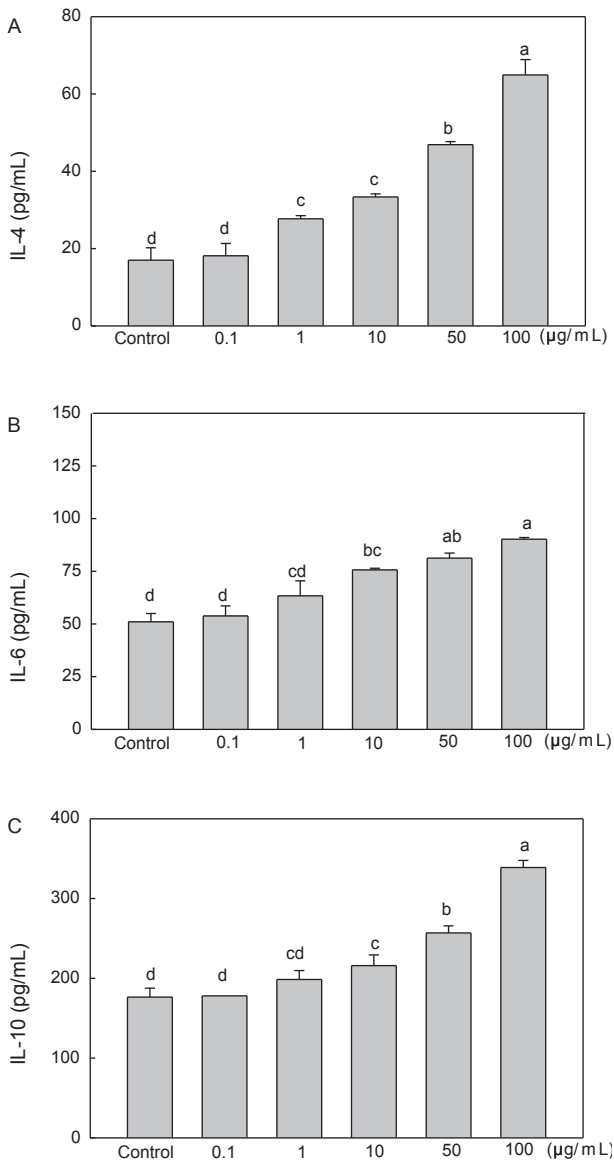 A
80
a
60
b
IL-4 (pg/mL)
40
c
c
d
d
20
0
Control 0.1 1 10 50 100 (µg/mL)
B
150
125
100
a
ab
bc
IL-6 (pg/mL)
75
cd
d d
50
25
0
Control 0.1 1 10 50 100 (µg/mL)
C
400
a
300
b
IL-10 (pg/mL)
c
cd
d d
200
100
0
Control 0.1 1 10 50 100 (µg/mL)